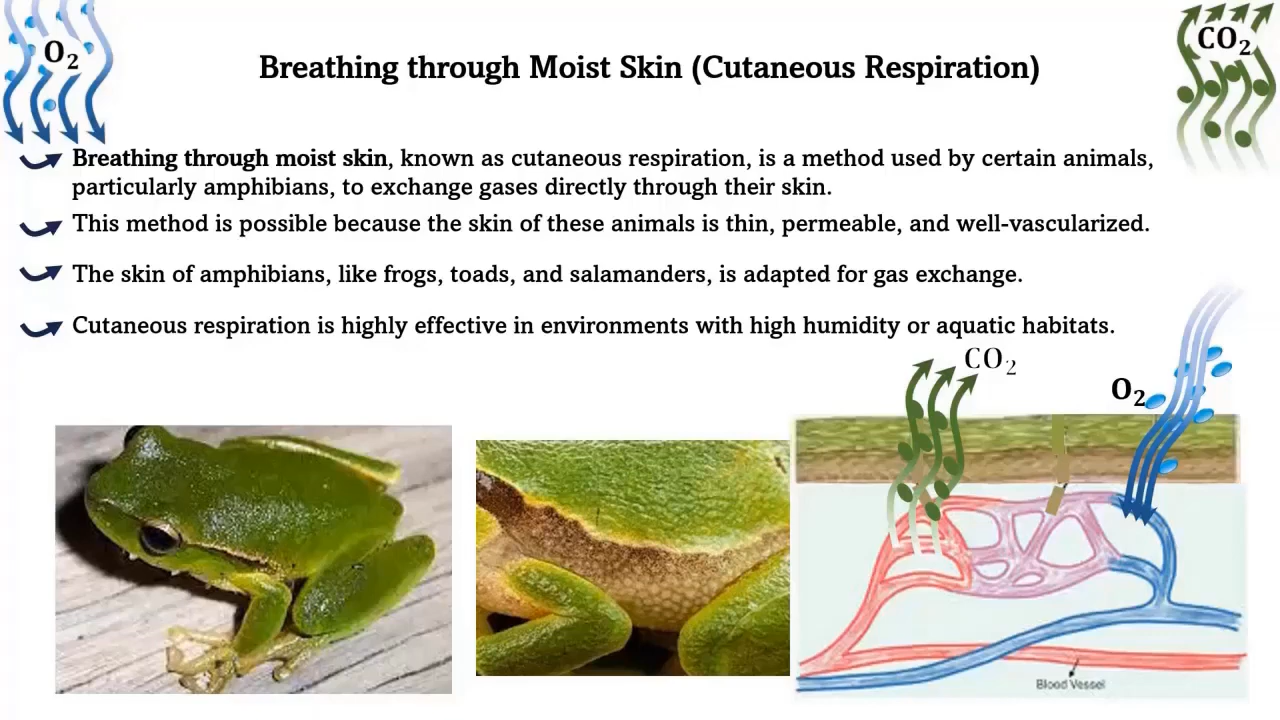 O₂
CO₂
Breathing through Moist Skin (Cutaneous Respiration)
Breathing through moist skin, known as cutaneous respiration, is a method used by certain animals,
particularly amphibians, to exchange gases directly through their skin.
This method is possible because the skin of these animals is thin, permeable, and well-vascularized.
The skin of amphibians, like frogs, toads, and salamanders, is adapted for gas exchange.
Cutaneous respiration is highly effective in environments with high humidity or aquatic habitats.
CO₂
O₂
Blood Vessel